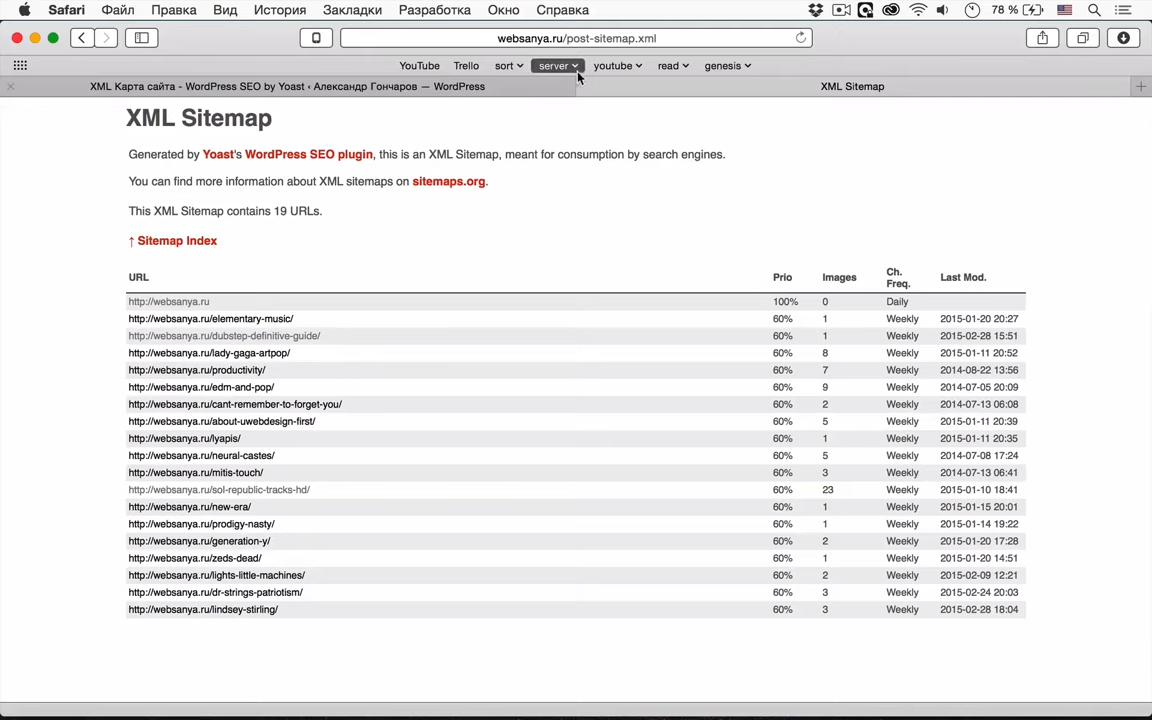 Safari Файл Правка Вид История Закладки Разработка Окно Справка 78 %
websanya.ru/post-sitemap.xml
YouTube Trello sort server youtube read genesis
XML Карта сайта - WordPress SEO by Yoast ‹ Александр Гончаров — WordPress XML Sitemap
XML Sitemap
Generated by Yoast's WordPress SEO plugin, this is an XML Sitemap, meant for consumption by search engines.
You can find more information about XML sitemaps on sitemaps.org.
This XML Sitemap contains 19 URLs.
↑ Sitemap Index
URL Prio Images Ch. Freq. Last Mod.
http://websanya.ru 100% 0 Daily
http://websanya.ru/elementary-music/ 60% 1 Weekly 2015-01-20 20:27
http://websanya.ru/dubstep-definitive-guide/ 60% 1 Weekly 2015-02-28 15:51
http://websanya.ru/lady-gaga-artpop/ 60% 8 Weekly 2015-01-11 20:52
http://websanya.ru/productivity/ 60% 7 Weekly 2014-08-22 13:56
http://websanya.ru/edm-and-pop/ 60% 9 Weekly 2014-07-05 20:09
http://websanya.ru/cant-remember-to-forget-you/ 60% 2 Weekly 2014-07-13 06:08
http://websanya.ru/about-uwebdesign-first/ 60% 5 Weekly 2015-01-11 20:39
http://websanya.ru/lyapis/ 60% 1 Weekly 2015-01-11 20:35
http://websanya.ru/neural-castes/ 60% 5 Weekly 2014-07-08 17:24
http://websanya.ru/mitis-touch/ 60% 3 Weekly 2014-07-13 06:41
http://websanya.ru/sol-republic-tracks-hd/ 60% 23 Weekly 2015-01-10 18:41
http://websanya.ru/new-era/ 60% 1 Weekly 2015-01-15 20:01
http://websanya.ru/prodigy-nasty/ 60% 1 Weekly 2015-01-14 19:22
http://websanya.ru/generation-y/ 60% 2 Weekly 2015-01-20 17:28
http://websanya.ru/zeds-dead/ 60% 1 Weekly 2015-01-20 14:51
http://websanya.ru/lights-little-machines/ 60% 2 Weekly 2015-02-09 12:21
http://websanya.ru/dr-strings-patriotism/ 60% 3 Weekly 2015-02-24 20:03
http://websanya.ru/lindsey-stirling/ 60% 3 Weekly 2015-02-28 18:04